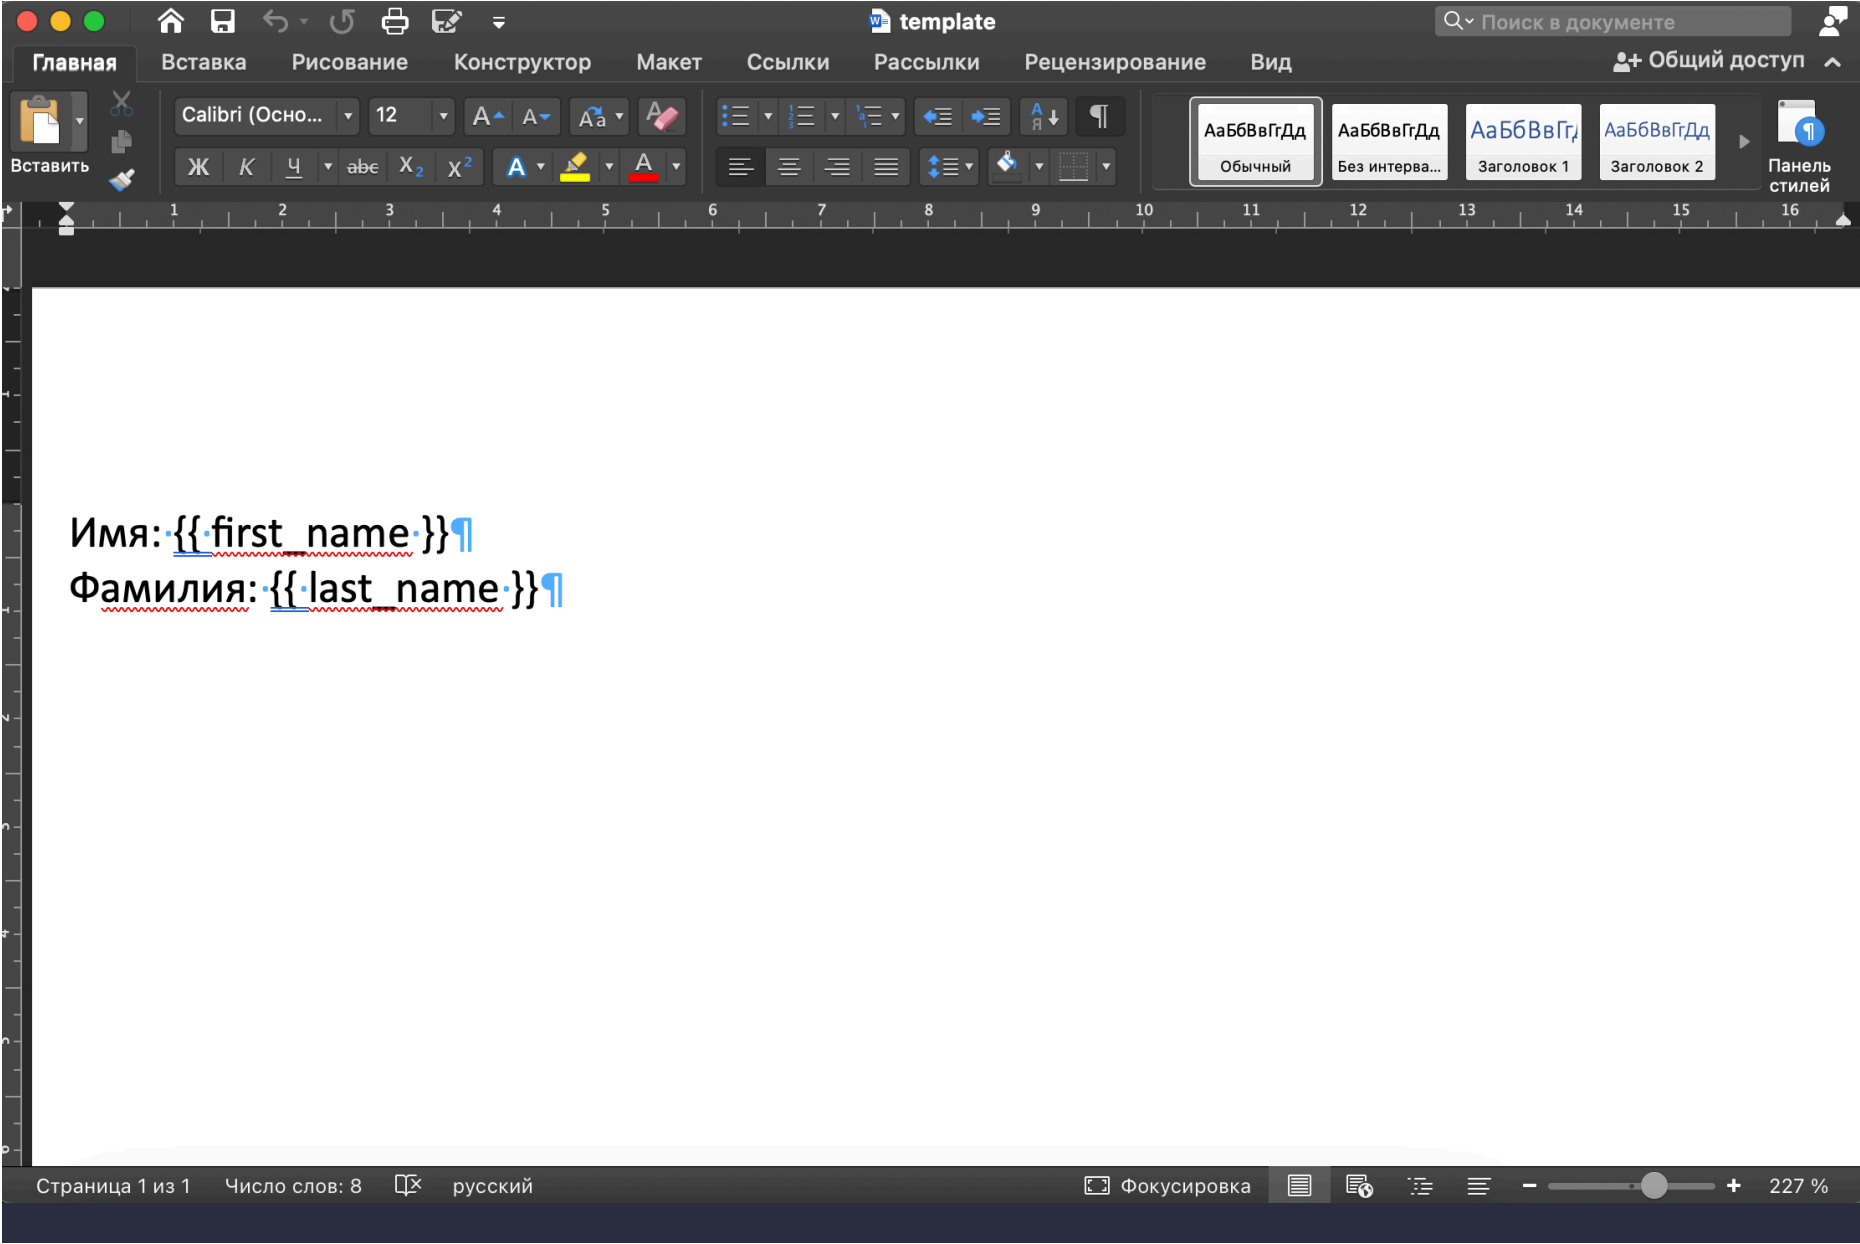 template
Поиск в документе
Главная Вставка Рисование Конструктор Макет Ссылки Рассылки Рецензирование Вид Общий доступ
Вставить
Calibri (Осно... 12 A A Aa A
Ж К Ч abc X2 X2 A A
А Я
АаБбВвГгДд АаБбВвГгДд АаБбВвГг АаБбВвГгДд
Обычный Без интерва... Заголовок 1 Заголовок 2
Панель стилей
1 2 3 4 5 6 7 8 9 10 11 12 13 14 15 16
Имя: {{ first_name }}¶
Фамилия: {{ last_name }}¶
Страница 1 из 1 Число слов: 8 русский Фокусировка 227 %